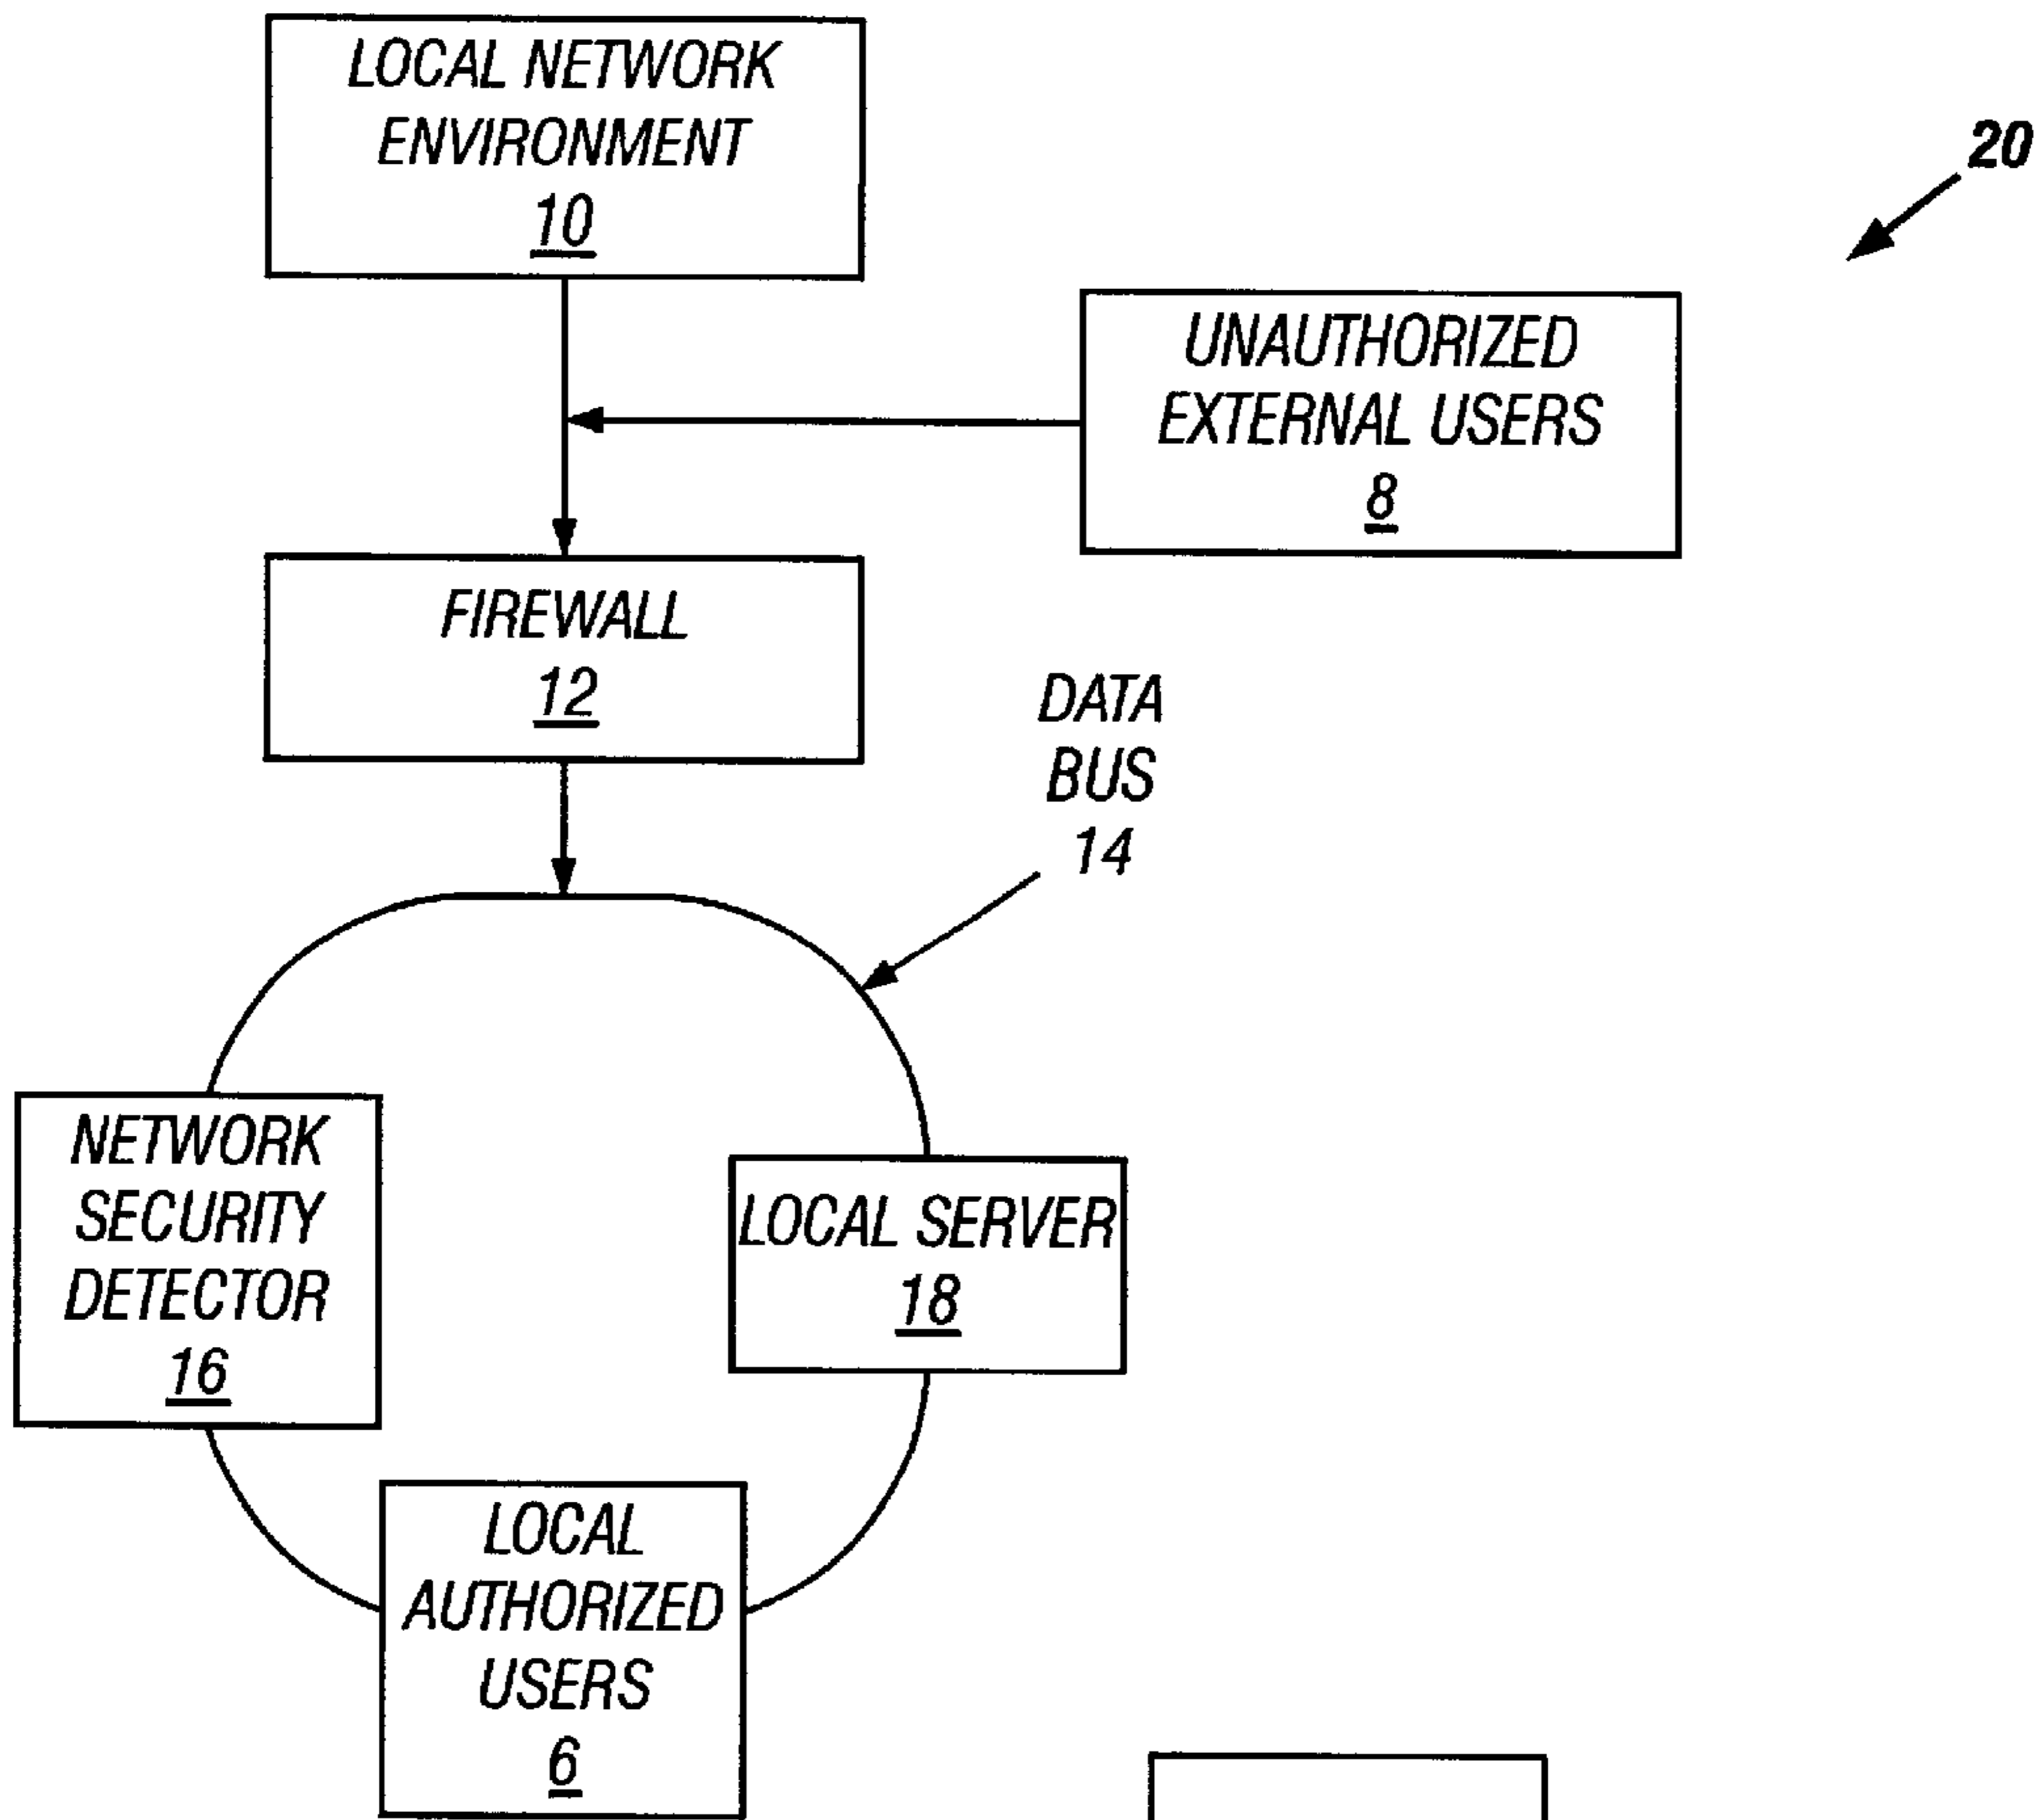 LOCAL NETWORK
ENVIRONMENT
10
20
UNAUTHORIZED
EXTERNAL USERS
8
FIREWALL
12
DATA
BUS
14
NETWORK
SECURITY
DETECTOR
16
LOCAL SERVER
18
LOCAL
AUTHORIZED
USERS
6